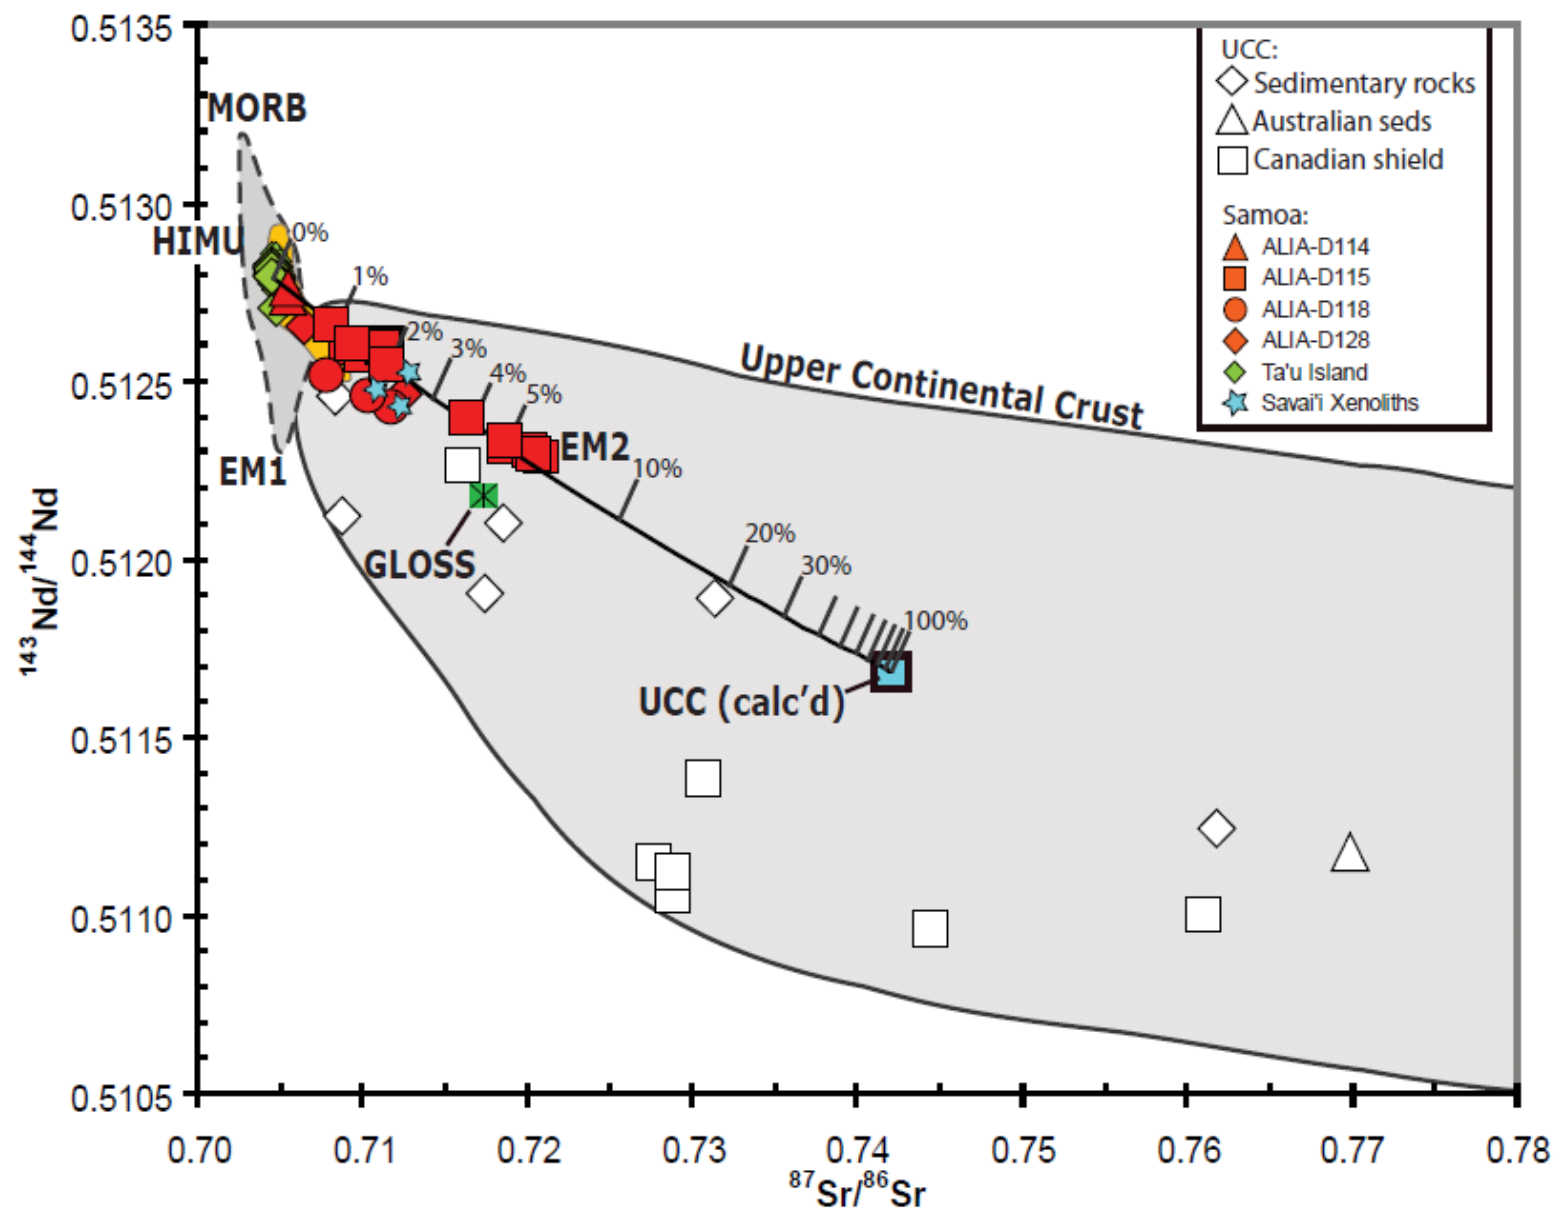 0.5135
0.5130
0.5125
0.5120
0.5115
0.5110
0.5105
143Nd/144Nd
MORB
HIMU
EM1
0%
1%
2%
3%
4%
5%
EM2
10%
GLOSS
20%
30%
100%
UCC (calc’d)
Upper Continental Crust
UCC:
Sedimentary rocks
Australian seds
Canadian shield
Samoa:
ALIA-D114
ALIA-D115
ALIA-D118
ALIA-D128
Ta'u Island
Savai'i Xenoliths
0.70 0.71 0.72 0.73 0.74 0.75 0.76 0.77 0.78
87Sr/86Sr